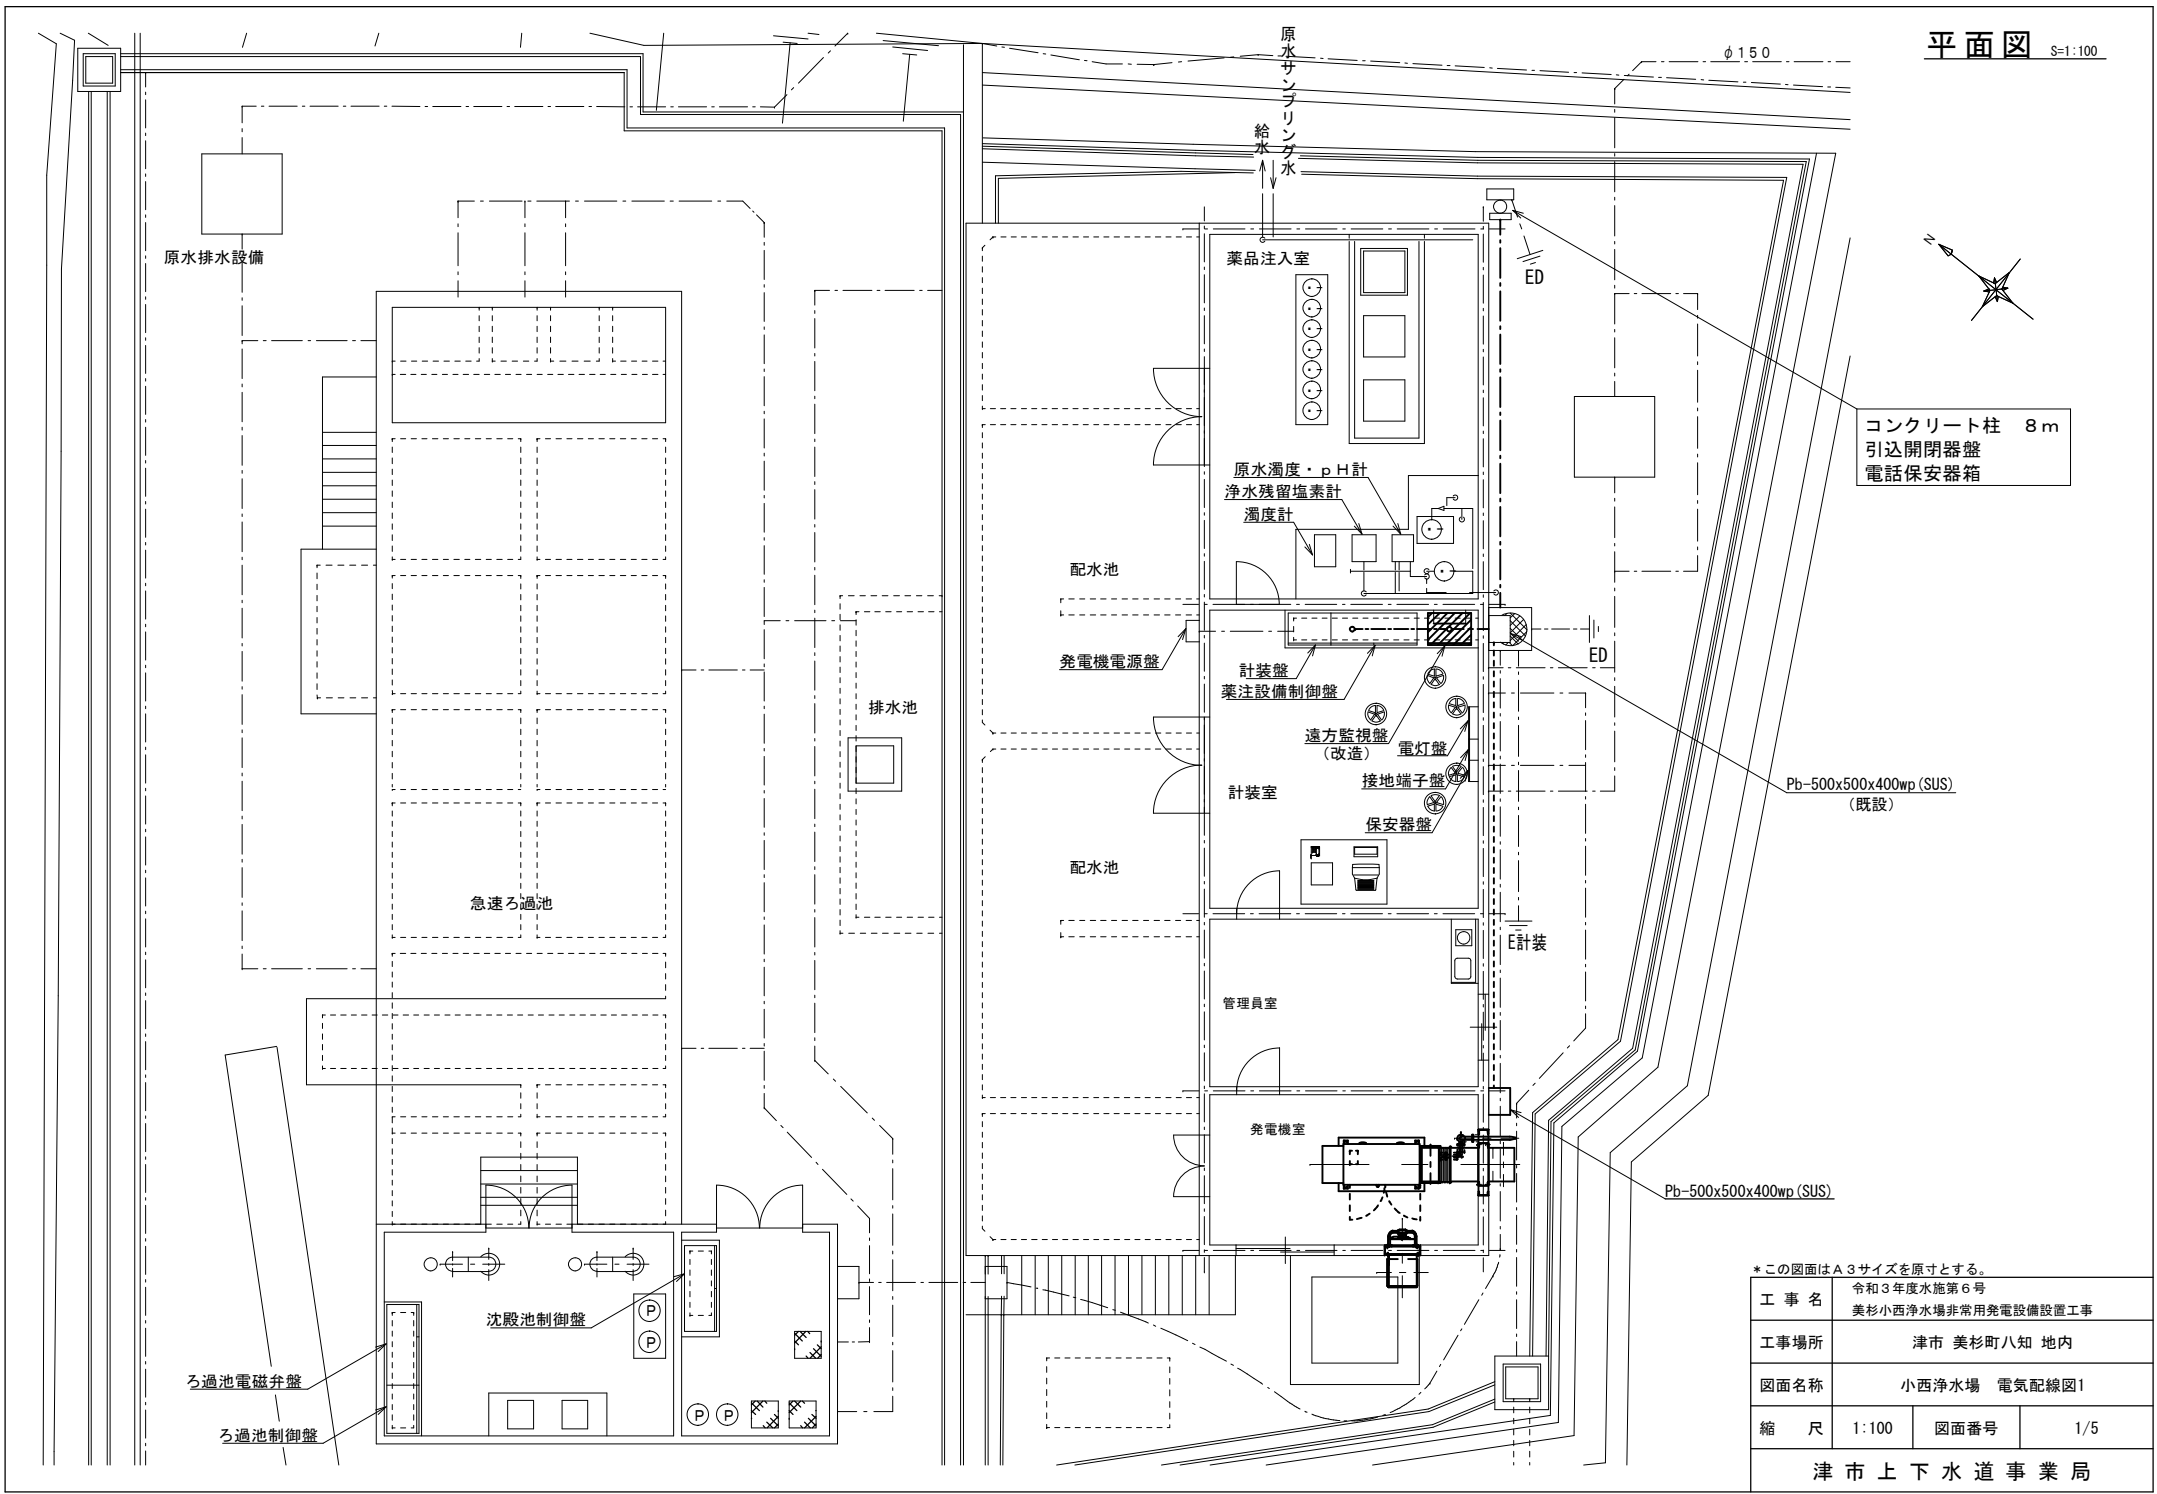 平面図 S=1:100
φ150
原水サンプリング水
給水
N
原水排水設備
薬品注入室
ED
コンクリート柱　８ｍ
引込開閉器盤
電話保安器箱
原水濁度・ｐＨ計
浄水残留塩素計
濁度計
配水池
ED
発電機電源盤
計装盤
薬注設備制御盤
排水池
遠方監視盤
（改造）
電灯盤
接地端子盤
計装室
保安器盤
Pb-500x500x400wp(SUS)
（既設）
配水池
急速ろ過池
E計装
管理員室
発電機室
Pb-500x500x400wp(SUS)
沈殿池制御盤
P
P
ろ過池電磁弁盤
ろ過池制御盤
P
P
＊この図面はＡ３サイズを原寸とする。
工事名
令和３年度水施第６号
美杉小西浄水場非常用発電設備設置工事
工事場所 津市 美杉町八知 地内
図面名称 小西浄水場　電気配線図1
縮　尺 1:100 図面番号 1/5
津市上下水道事業局